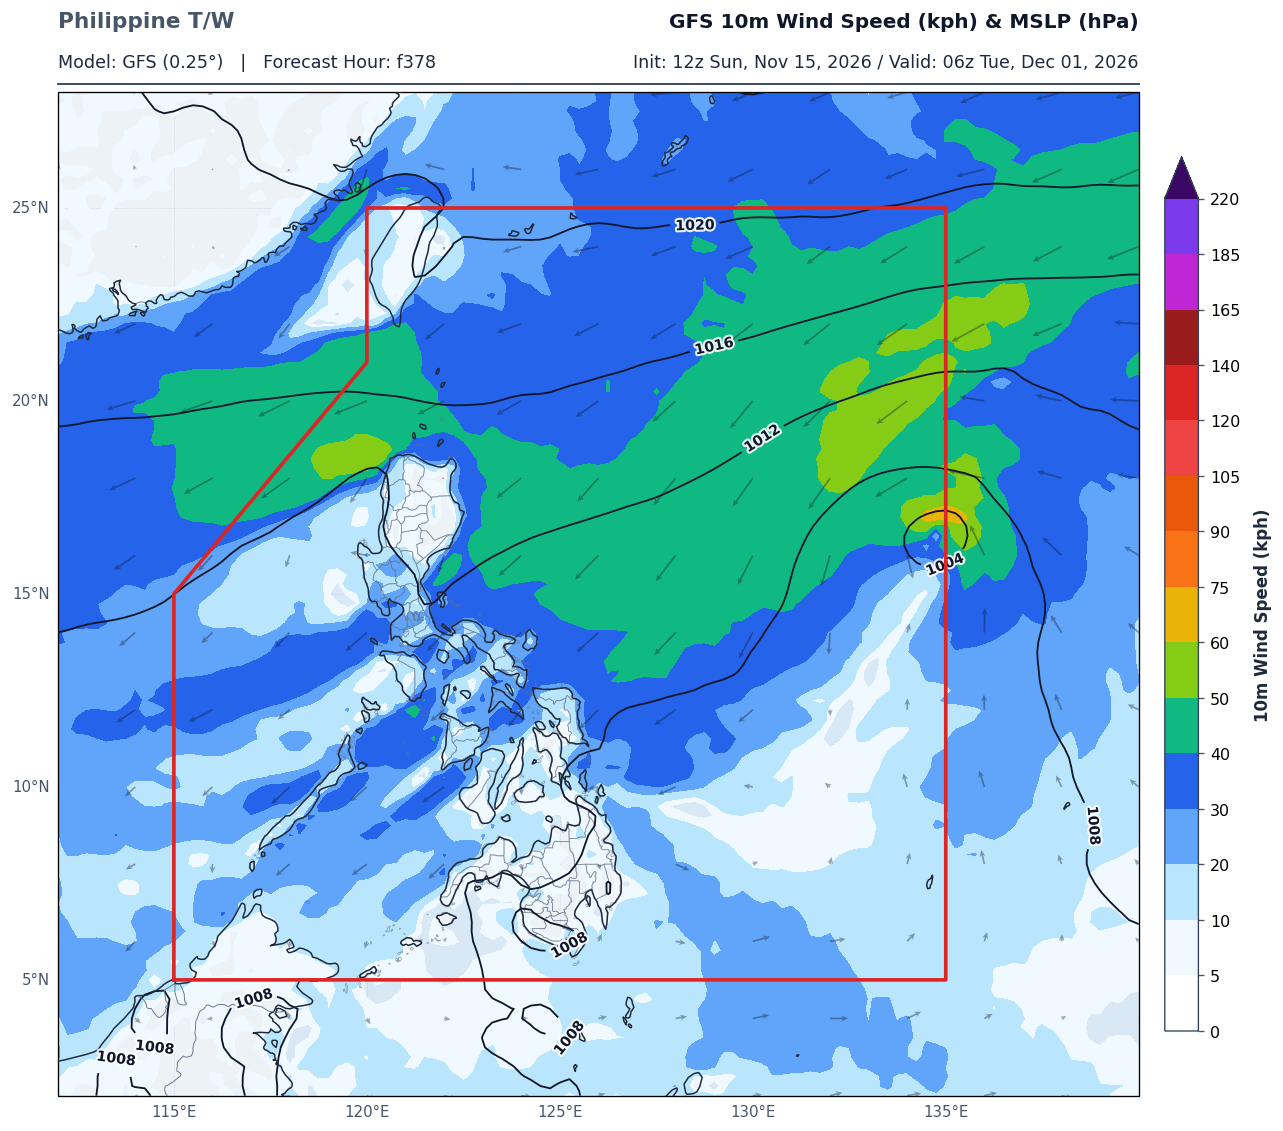 Philippine T/W
GFS 10m Wind Speed (kph) & MSLP (hPa)
Model: GFS (0.25°) | Forecast Hour: f378
Init: 12z Sun, Nov 15, 2026 / Valid: 06z Tue, Dec 01, 2026
25°N
20°N
15°N
10°N
5°N
115°E
120°E
125°E
130°E
135°E
1020
1016
1012
1004
1008
1008
1008
1008
1008
1008
220
185
165
140
120
105
90
75
60
50
40
30
20
10
5
0
10m Wind Speed (kph)